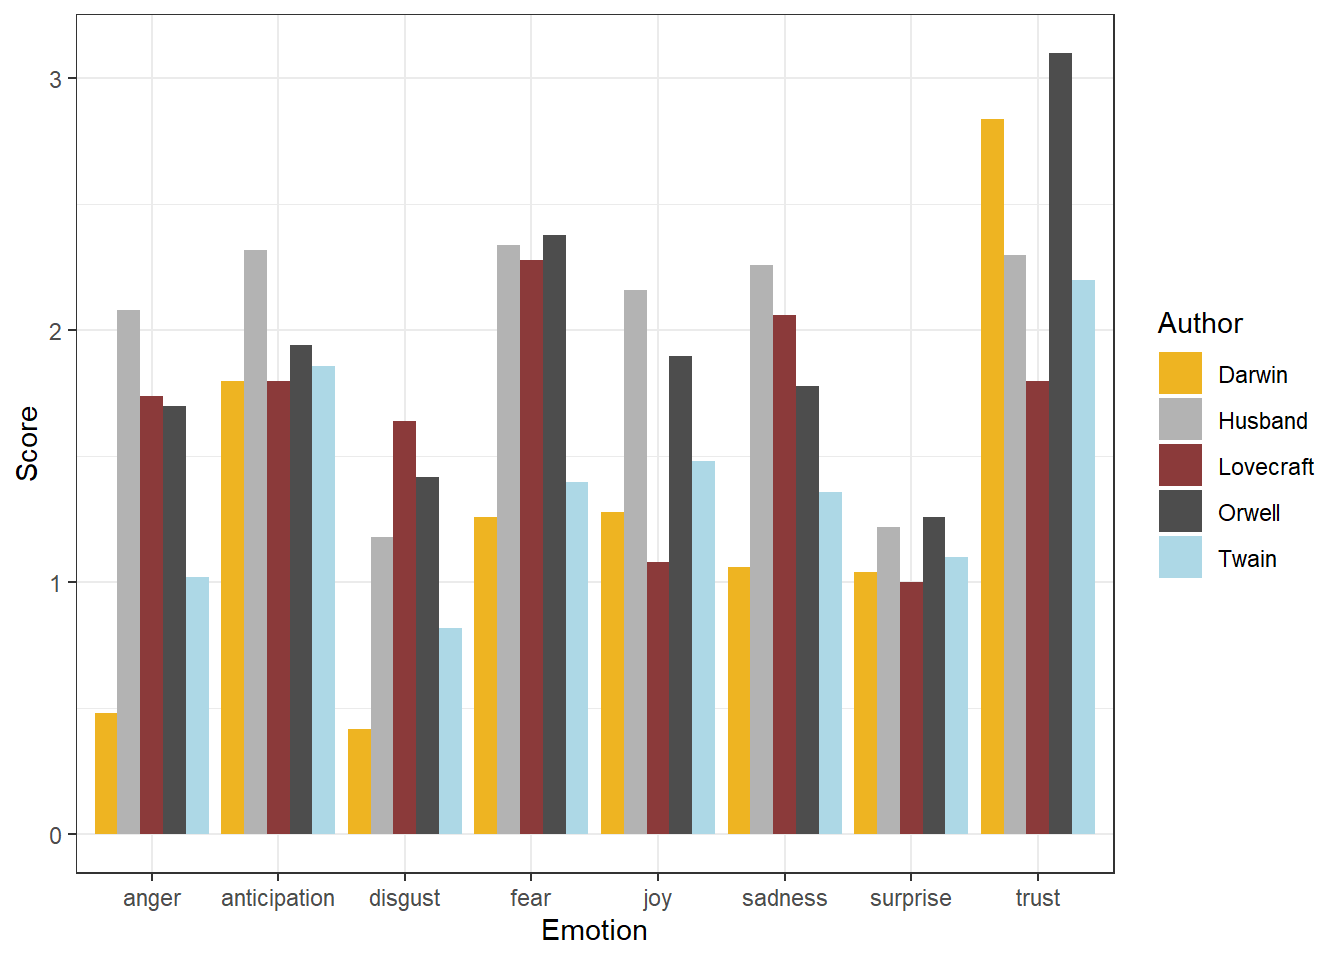 3
2
1
0
Score
anger anticipation disgust fear joy sadness surprise trust
Emotion
Author
Darwin
Husband
Lovecraft
Orwell
Twain